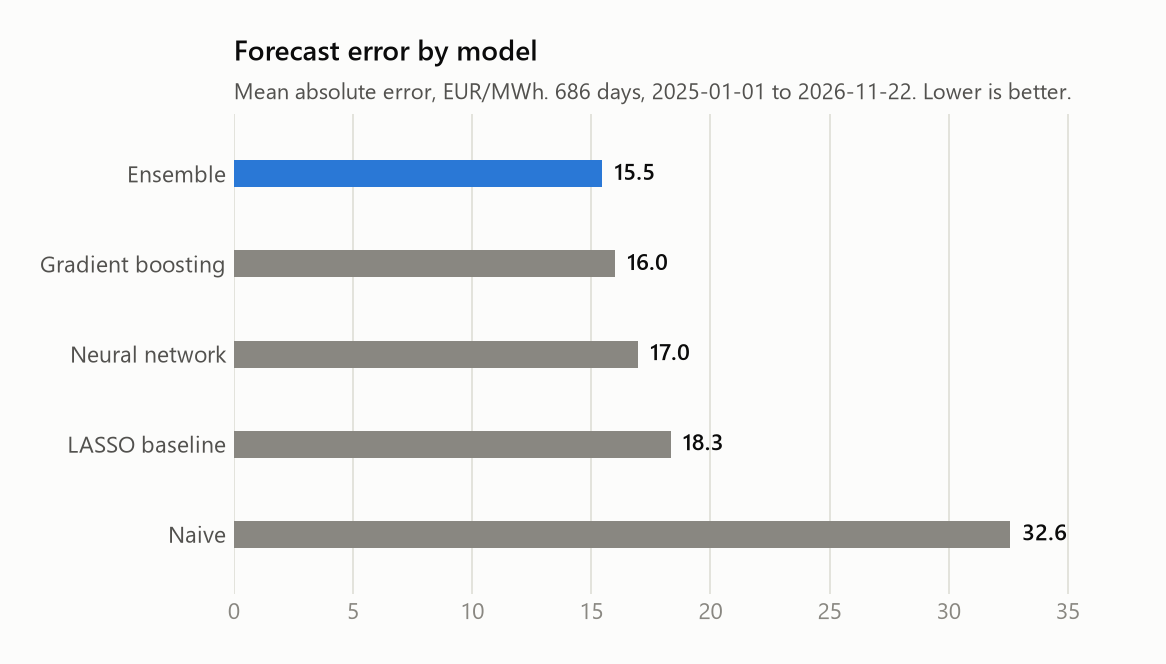 Forecast error by model
Mean absolute error, EUR/MWh. 686 days, 2025-01-01 to 2026-11-22. Lower is better.
Ensemble 15.5
Gradient boosting 16.0
Neural network 17.0
LASSO baseline 18.3
Naive 32.6
0 5 10 15 20 25 30 35